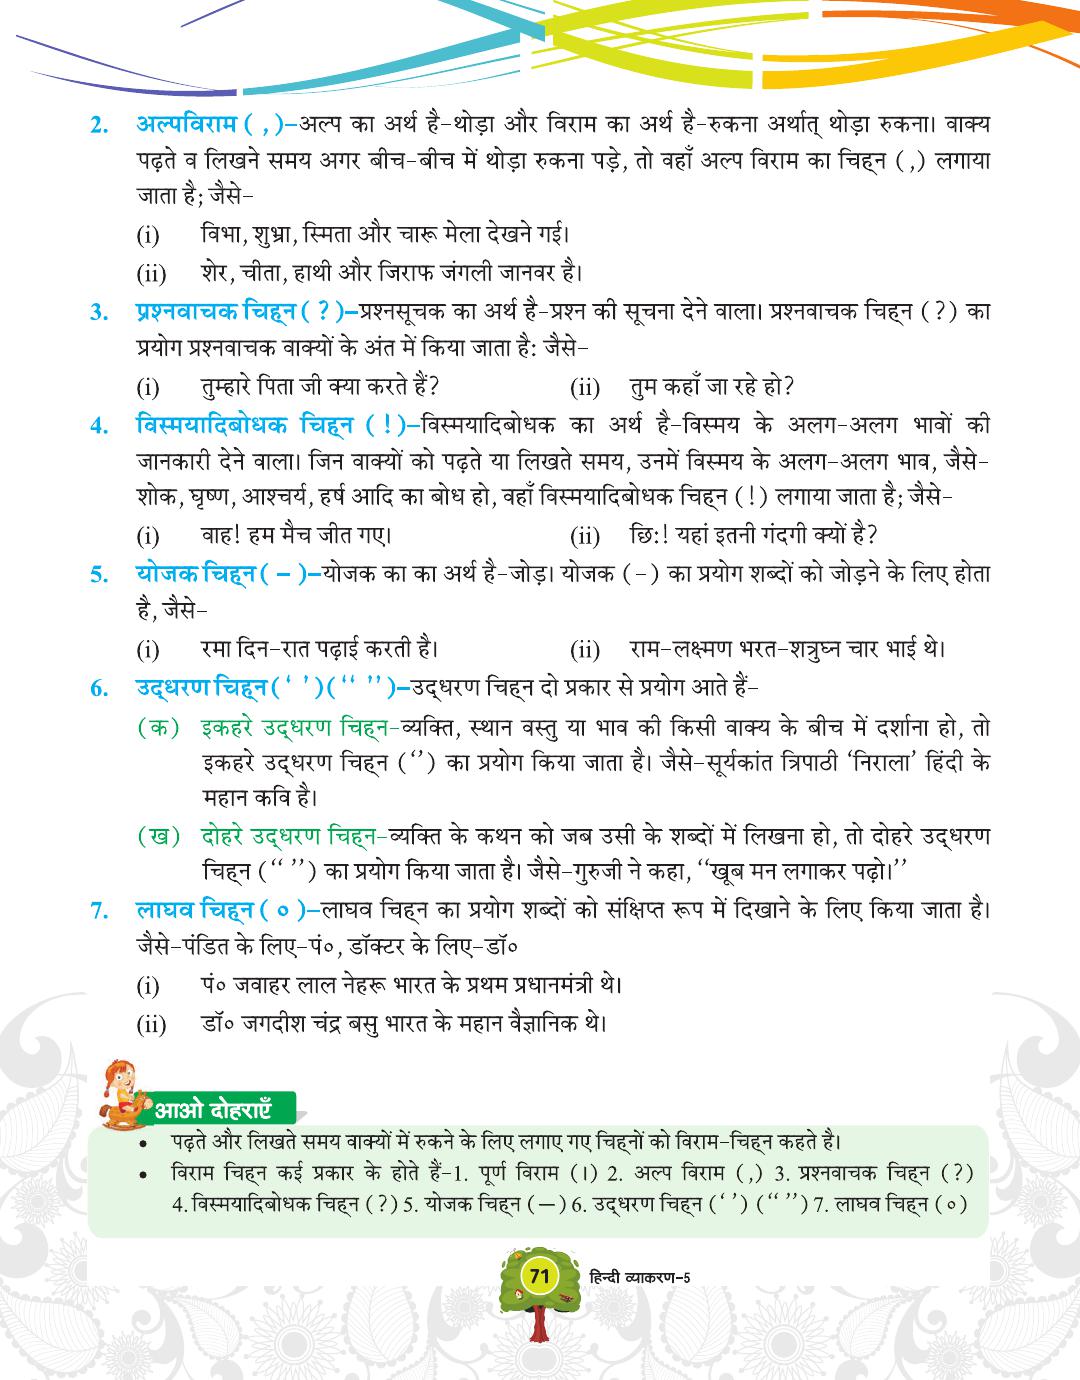 2. अल्पविराम ( , )–अल्प का अर्थ है-थोड़ा और विराम का अर्थ है-रुकना अर्थात् थोड़ा रुकना। वाक्य
पढ़ते व लिखने समय अगर बीच-बीच में थोड़ा रुकना पड़े, तो वहाँ अल्प विराम का चिह्न (,) लगाया
जाता है; जैसे-
(i) विभा, शुभ्रा, स्मिता और चारू मेला देखने गई।
(ii) शेर, चीता, हाथी और जिराफ जंगली जानवर है।
3. प्रश्नवाचक चिह्न ( ? )–प्रश्नसूचक का अर्थ है-प्रश्न की सूचना देने वाला। प्रश्नवाचक चिह्न (?) का
प्रयोग प्रश्नवाचक वाक्यों के अंत में किया जाता है: जैसे-
(i) तुम्हारे पिता जी क्या करते हैं? (ii) तुम कहाँ जा रहे हो?
4. विस्मयादिबोधक चिह्न ( ! )–विस्मयादिबोधक का अर्थ है-विस्मय के अलग-अलग भावों की
जानकारी देने वाला। जिन वाक्यों को पढ़ते या लिखते समय, उनमें विस्मय के अलग-अलग भाव, जैसे-
शोक, घृष्ण, आश्चर्य, हर्ष आदि का बोध हो, वहाँ विस्मयादिबोधक चिह्न (!) लगाया जाता है; जैसे-
(i) वाह! हम मैच जीत गए। (ii) छि:! यहां इतनी गंदगी क्यों है?
5. योजक चिह्न ( – )–योजक का का अर्थ है-जोड़। योजक (-) का प्रयोग शब्दों को जोड़ने के लिए होता
है, जैसे-
(i) रमा दिन-रात पढ़ाई करती है। (ii) राम-लक्ष्मण भरत-शत्रुघ्न चार भाई थे।
6. उद्धरण चिह्न ( ‘ ’ ) ( ‘‘ ’’ )–उद्धरण चिह्न दो प्रकार से प्रयोग आते हैं-
(क) इकहरे उद्धरण चिह्न-व्यक्ति, स्थान वस्तु या भाव की किसी वाक्य के बीच में दर्शाना हो, तो
इकहरे उद्धरण चिह्न (‘’) का प्रयोग किया जाता है। जैसे-सूर्यकांत त्रिपाठी ‘निराला’ हिंदी के
महान कवि है।
(ख) दोहरे उद्धरण चिह्न-व्यक्ति के कथन को जब उसी के शब्दों में लिखना हो, तो दोहरे उद्धरण
चिह्न (‘‘ ’’) का प्रयोग किया जाता है। जैसे-गुरुजी ने कहा, ‘‘खूब मन लगाकर पढ़ो।’’
7. लाघव चिह्न ( ० )–लाघव चिह्न का प्रयोग शब्दों को संक्षिप्त रूप में दिखाने के लिए किया जाता है।
जैसे-पंडित के लिए-पं०, डॉक्टर के लिए-डॉ०
(i) पं० जवाहर लाल नेहरू भारत के प्रथम प्रधानमंत्री थे।
(ii) डॉ० जगदीश चंद्र बसु भारत के महान वैज्ञानिक थे।
आओ दोहराएँ
• पढ़ते और लिखते समय वाक्यों में रुकने के लिए लगाए गए चिह्नों को विराम-चिह्न कहते है।
• विराम चिह्न कई प्रकार के होते हैं-1. पूर्ण विराम (।) 2. अल्प विराम (,) 3. प्रश्नवाचक चिह्न (?)
4. विस्मयादिबोधक चिह्न (?) 5. योजक चिह्न (—) 6. उद्धरण चिह्न (‘ ’) (‘‘ ’’) 7. लाघव चिह्न (०)
71 हिन्दी व्याकरण-5